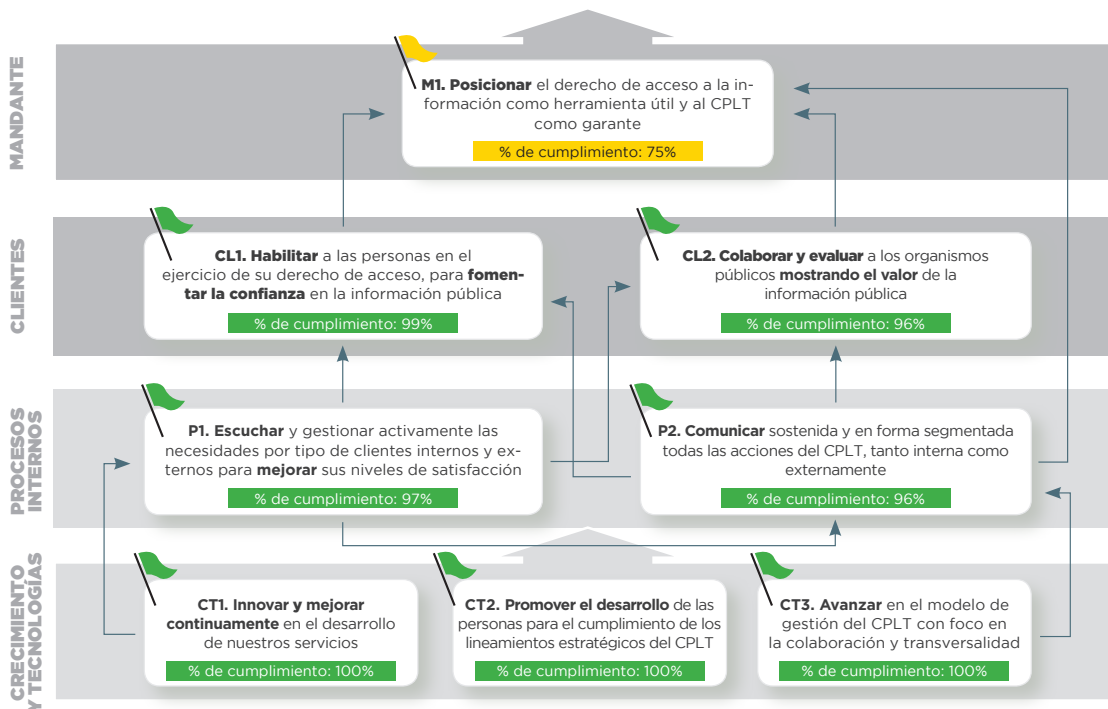 MANDANTE
M1. Posicionar el derecho de acceso a la in-
formación como herramienta útil y al CPLT
como garante
% de cumplimiento: 75%
CLIENTES
CL1. Habilitar a las personas en el
ejercicio de su derecho de acceso, para fomen-
tar la confianza en la información pública
% de cumplimiento: 99%
CL2. Colaborar y evaluar a los organismos
públicos mostrando el valor de la
información pública
% de cumplimiento: 96%
PROCESOS
INTERNOS
P1. Escuchar y gestionar activamente las
necesidades por tipo de clientes internos y ex-
ternos para mejorar sus niveles de satisfacción
% de cumplimiento: 97%
P2. Comunicar sostenida y en forma segmentada
todas las acciones del CPLT, tanto interna como
externamente
% de cumplimiento: 96%
CRECIMIENTO
Y TECNOLOGÍAS
CT1. Innovar y mejorar
continuamente en el desarrollo
de nuestros servicios
% de cumplimiento: 100%
CT2. Promover el desarrollo de las
personas para el cumplimiento de los
lineamientos estratégicos del CPLT
% de cumplimiento: 100%
CT3. Avanzar en el modelo de
gestión del CPLT con foco en
la colaboración y transversalidad
% de cumplimiento: 100%